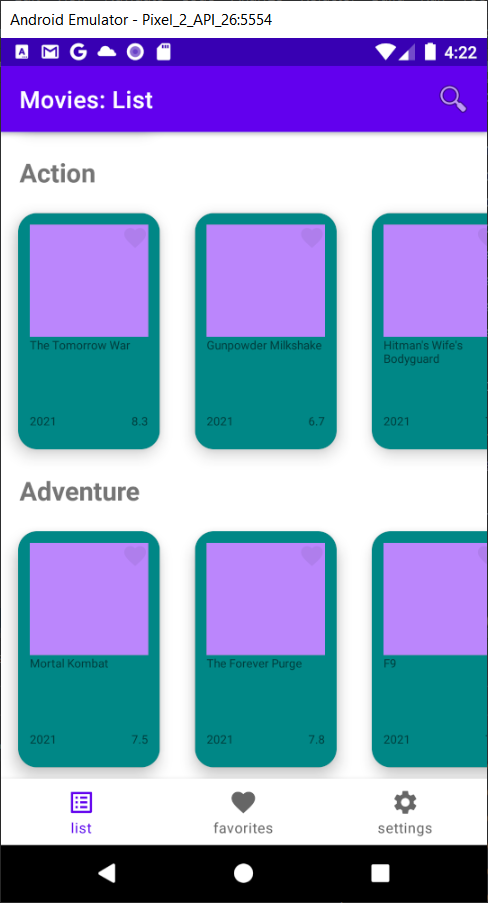 Android Emulator - Pixel_2_API_26:5554
4:22
Movies: List
Action
The Tomorrow War
Gunpowder Milkshake
Hitman's Wife's
Bodyguard
2021
8.3
2021
6.7
2021
Adventure
Mortal Kombat
The Forever Purge
F9
2021
7.5
2021
7.8
2021
list
favorites
settings